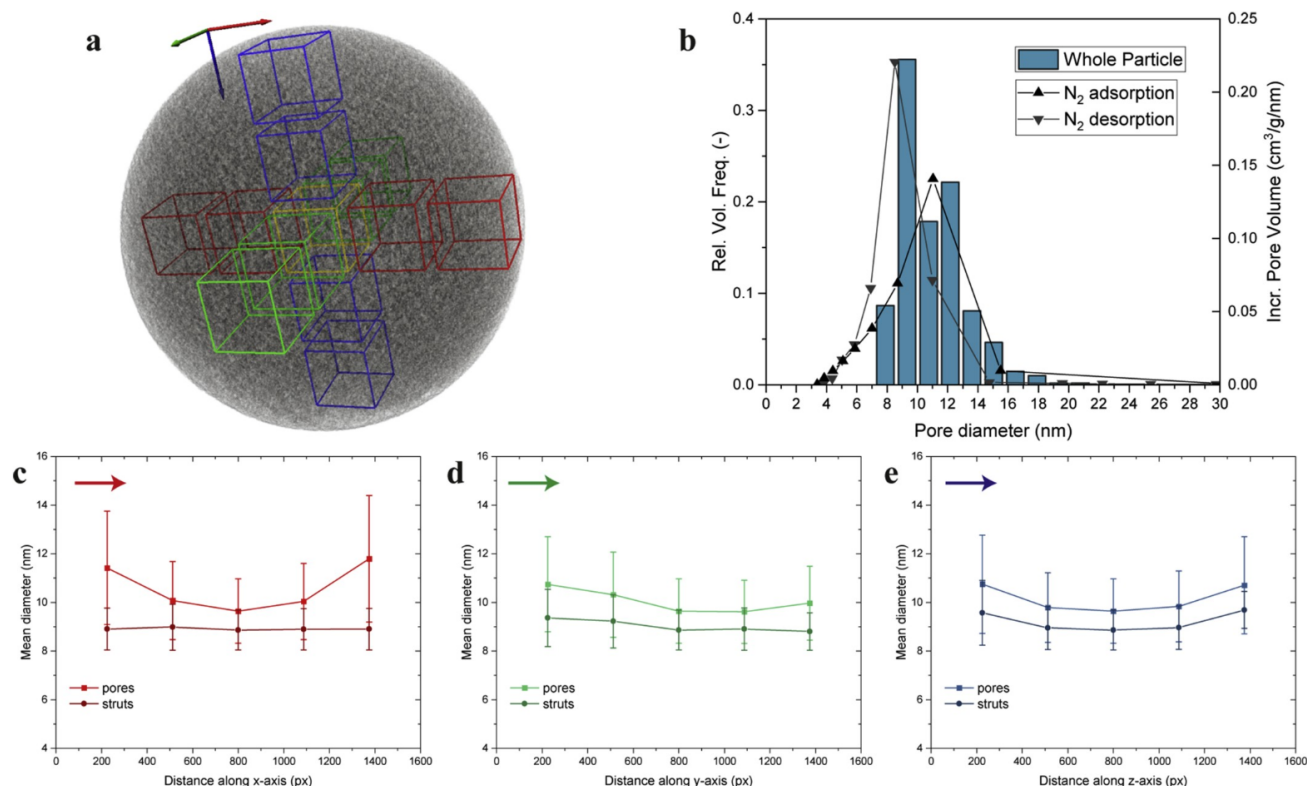 a
b
Whole Particle
N₂ adsorption
N₂ desorption
Rel. Vol. Freq. (-)
0.4
0.3
0.2
0.1
0.0
Incr. Pore Volume (cm³/g/nm)
0.25
0.20
0.15
0.10
0.05
0.00
0 2 4 6 8 10 12 14 16 18 20 22 24 26 28 30
Pore diameter (nm)
c
Mean diameter (nm)
16
14
12
10
8
6
4
pores
struts
0 200 400 600 800 1000 1200 1400 1600
Distance along x-axis (px)
d
Mean diameter (nm)
16
14
12
10
8
6
4
pores
struts
0 200 400 600 800 1000 1200 1400 1600
Distance along y-axis (px)
e
Mean diameter (nm)
16
14
12
10
8
6
4
pores
struts
0 200 400 600 800 1000 1200 1400 1600
Distance along z-axis (px)